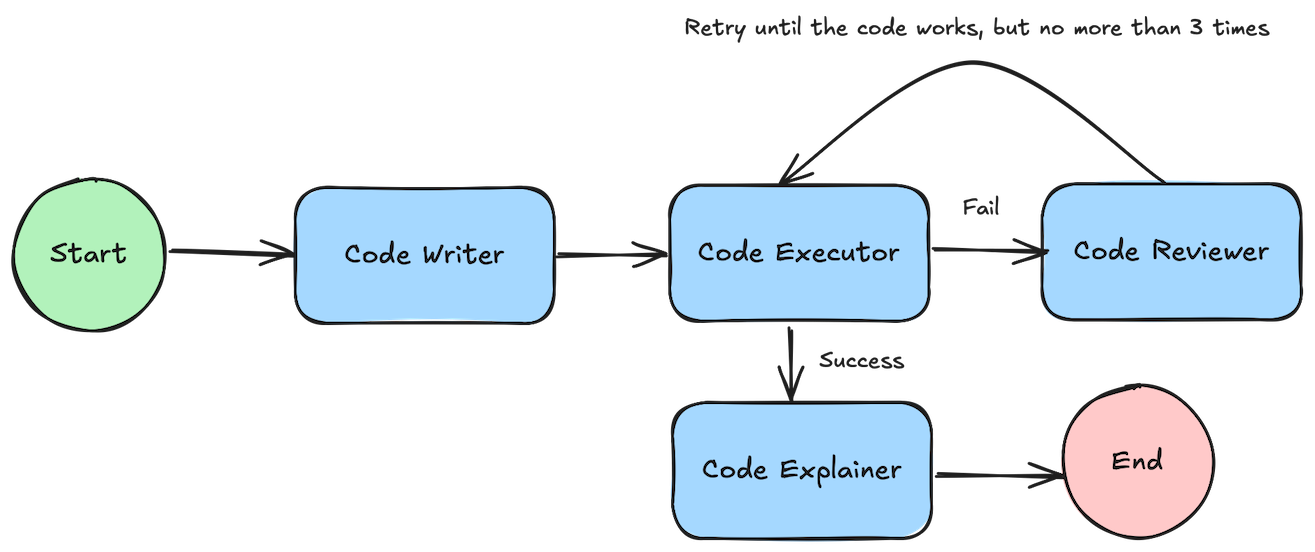 Retry until the code works, but no more than 3 times
Start
Code Writer
Code Executor
Fail
Code Reviewer
Success
Code Explainer
End